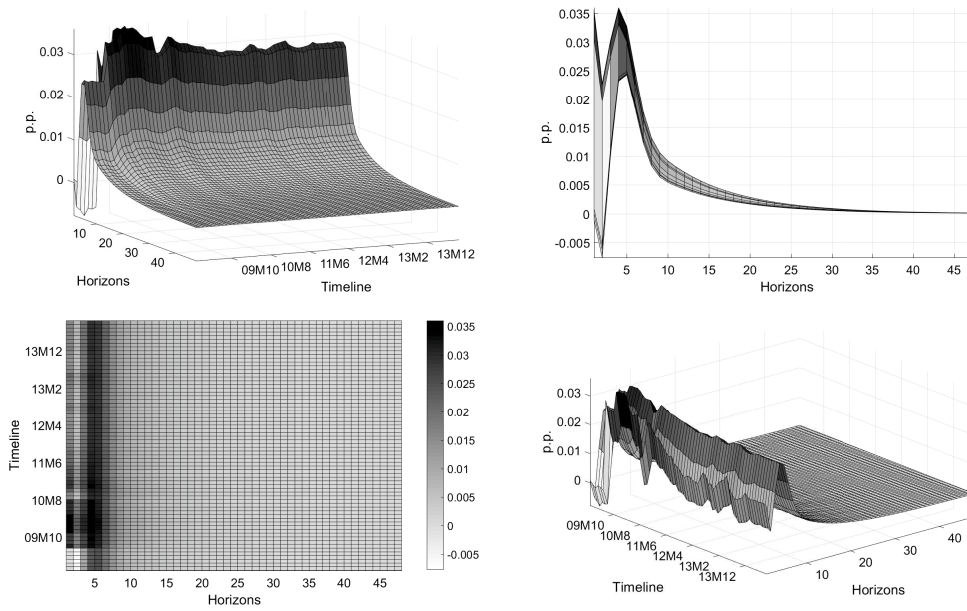 0.03
0.02
0.01
0
p.p.
10
20
30
40
Horizons
09M10
10M8
11M6
12M4
13M2
13M12
Timeline
0.035
0.03
0.025
0.02
0.015
0.01
0.005
0
-0.005
p.p.
5
10
15
20
25
30
35
40
45
Horizons
13M12
13M2
12M4
11M6
10M8
09M10
Timeline
5
10
15
20
25
30
35
40
45
Horizons
0.035
0.03
0.025
0.02
0.015
0.01
0.005
0
-0.005
0.03
0.02
0.01
0
p.p.
09M10
10M8
11M6
12M4
13M2
13M12
Timeline
10
20
30
40
Horizons